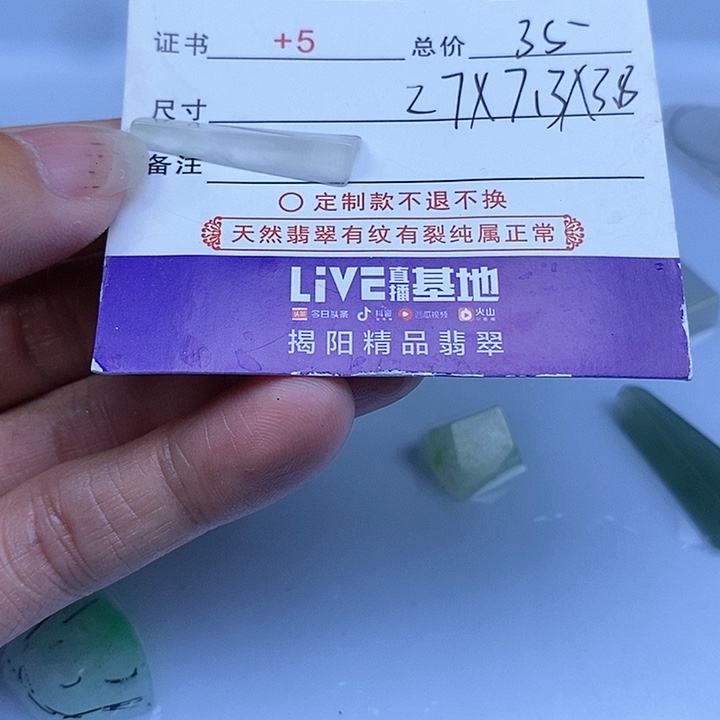 证书 +5 总价 35
尺寸 27X7.3X3.8
备注
○ 定制款不退不换
天然翡翠有纹有裂纯属正常
LiVE直播基地
头条 今日头条 抖音 西瓜视频 火山
揭阳精品翡翠